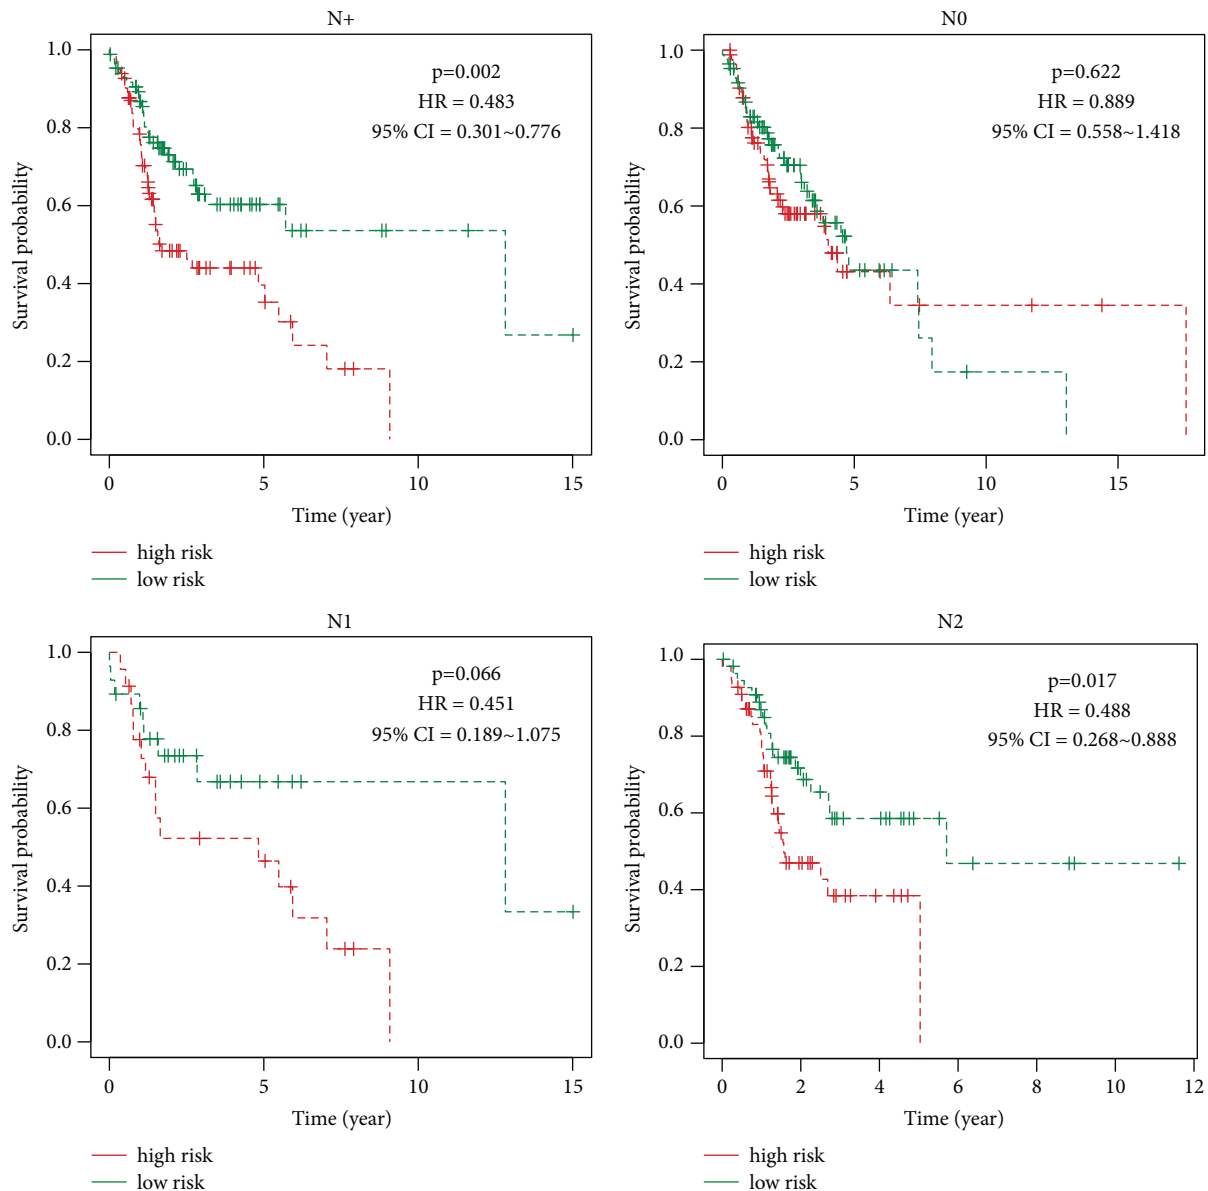 N+
p=0.002
HR = 0.483
95% CI = 0.301~0.776
Survival probability
1.0
0.8
0.6
0.4
0.2
0.0
0 5 10 15
Time (year)
high risk
low risk
N0
p=0.622
HR = 0.889
95% CI = 0.558~1.418
Survival probability
1.0
0.8
0.6
0.4
0.2
0.0
0 5 10 15
Time (year)
high risk
low risk
N1
p=0.066
HR = 0.451
95% CI = 0.189~1.075
Survival probability
1.0
0.8
0.6
0.4
0.2
0.0
0 5 10 15
Time (year)
high risk
low risk
N2
p=0.017
HR = 0.488
95% CI = 0.268~0.888
Survival probability
1.0
0.8
0.6
0.4
0.2
0.0
0 2 4 6 8 10 12
Time (year)
high risk
low risk